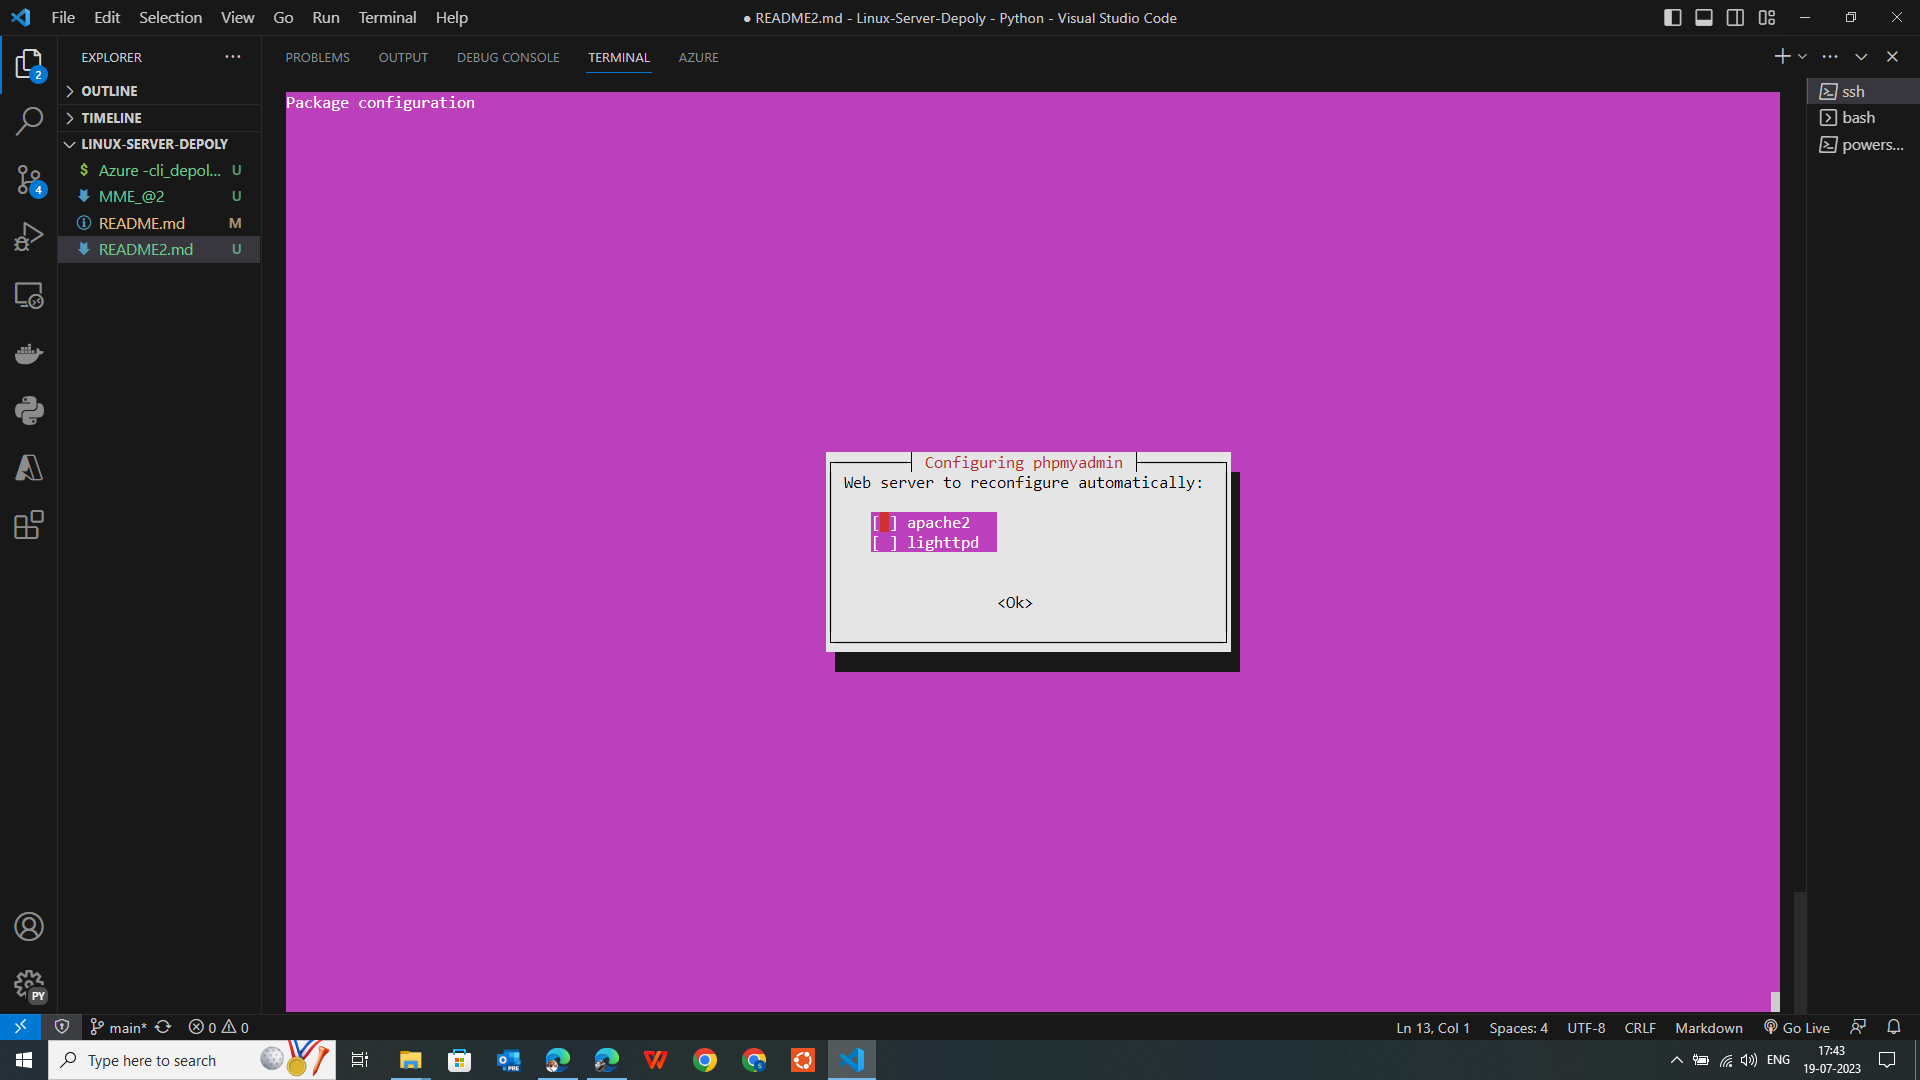 File Edit Selection View Go Run Terminal Help
● README2.md - Linux-Server-Depoly - Python - Visual Studio Code
EXPLORER
PROBLEMS OUTPUT DEBUG CONSOLE TERMINAL AZURE
2
OUTLINE
TIMELINE
LINUX-SERVER-DEPOLY
$ Azure -cli_depol... U
MME_@2 U
README.md M
README2.md U
4
ssh
bash
powers...
Package configuration
Configuring phpmyadmin
Web server to reconfigure automatically:
[ ] apache2
[ ] lighttpd
<Ok>
PY
main* 0 0
Ln 13, Col 1 Spaces: 4 UTF-8 CRLF Markdown Go Live
Type here to search
PRE
S
ENG
17:43
19-07-2023